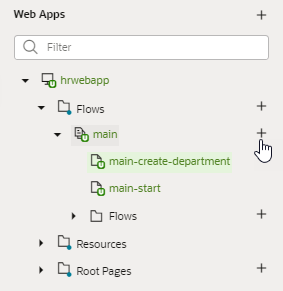 Web Apps
Filter
hrwebapp
Flows
main
main-create-department
main-start
Flows
Resources
Root Pages